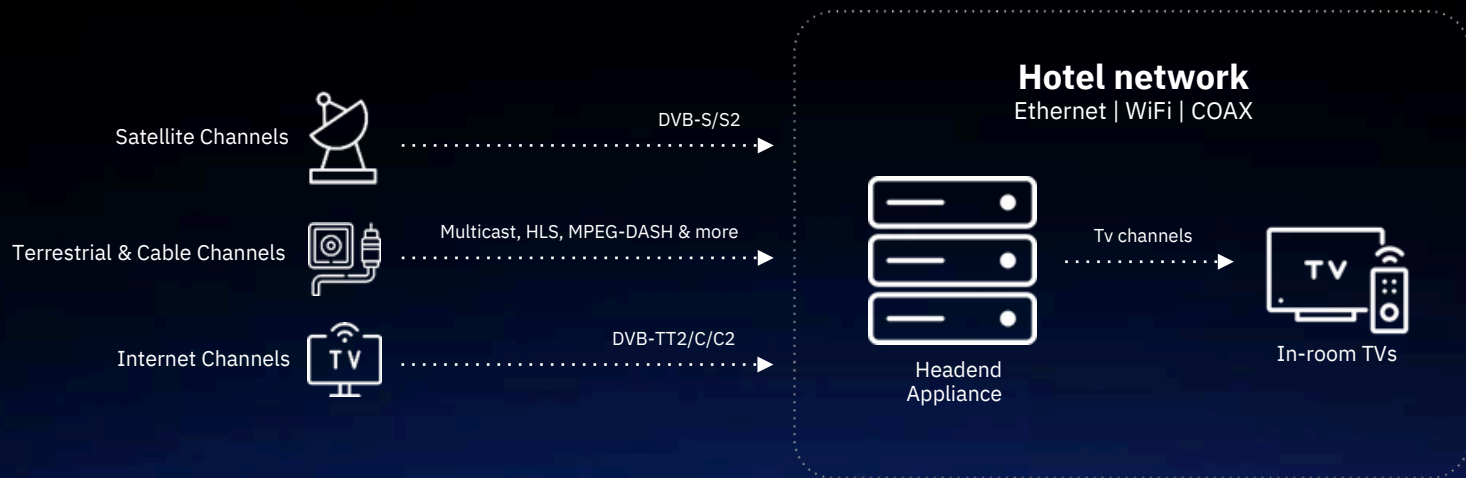 Hotel network
Ethernet | WiFi | COAX
Satellite Channels
DVB-S/S2
Terrestrial & Cable Channels
Multicast, HLS, MPEG-DASH & more
Internet Channels
DVB-TT2/C/C2
Headend
Appliance
Tv channels
TV
In-room TVs
TV